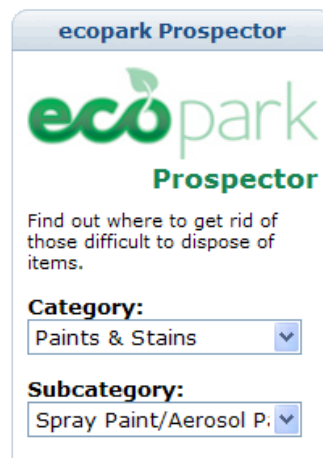 ecopark Prospector
ecopark
Prospector
Find out where to get rid of
those difficult to dispose of
items.
Category:
Paints & Stains
Subcategory:
Spray Paint/Aerosol